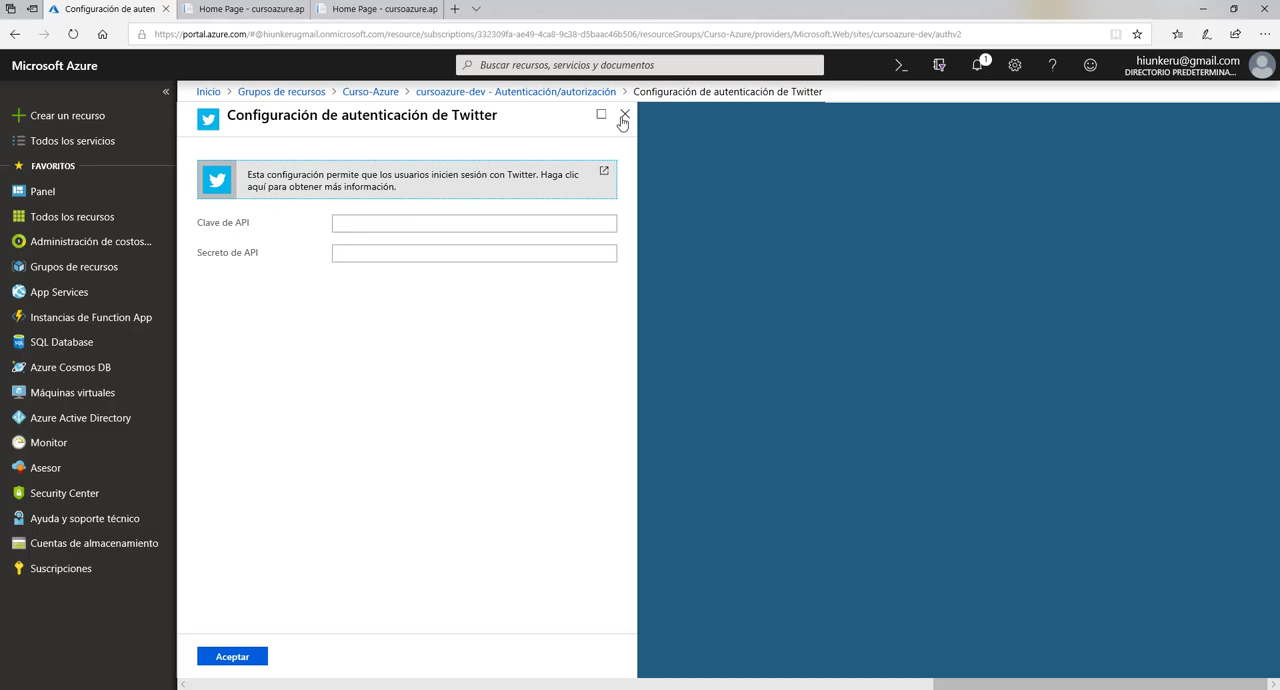 Configuración de auten
Home Page - cursoazure.ap
Home Page - cursoazure.ap
https://portal.azure.com/#@hiunkerugmail.onmicrosoft.com/resource/subscriptions/332309fa-ae49-4ca8-9c38-d5baac46b506/resourceGroups/Curso-Azure/providers/Microsoft.Web/sites/cursoazure-dev/authv2
Microsoft Azure
Buscar recursos, servicios y documentos
1
hiunkeru@gmail.com
DIRECTORIO PREDETERMINA...
Inicio > Grupos de recursos > Curso-Azure > cursoazure-dev - Autenticación/autorización > Configuración de autenticación de Twitter
Crear un recurso
Todos los servicios
FAVORITOS
Panel
Todos los recursos
Administración de costos...
Grupos de recursos
App Services
Instancias de Function App
SQL Database
Azure Cosmos DB
Máquinas virtuales
Azure Active Directory
Monitor
Asesor
Security Center
Ayuda y soporte técnico
Cuentas de almacenamiento
Suscripciones
Configuración de autenticación de Twitter
Esta configuración permite que los usuarios inicien sesión con Twitter. Haga clic
aquí para obtener más información.
Clave de API
Secreto de API
Aceptar